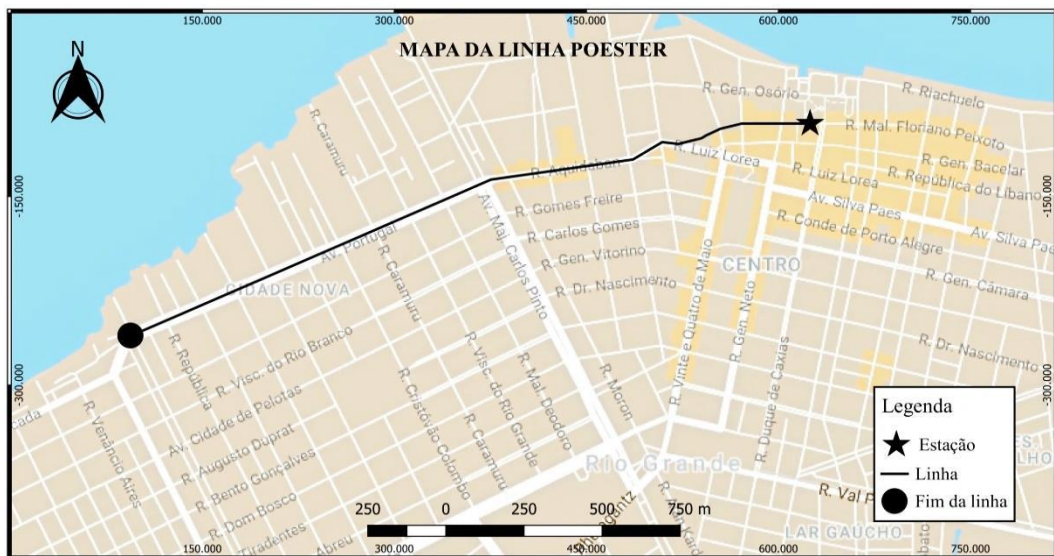 150.000 300.000 450.000 600.000 750.000
N
MAPA DA LINHA POESTER
R. Gen. Osório
R. Riachuelo
R. Caramuru
R. Mal. Floriano Peixoto
R. Luiz Lorea
R. Gen. Bacelar
R. Aquidaban
R. República do Líbano
R. Luiz Lorea
-150.000
-150.000
Av. Silva Paes
R. Gomes Freire
Av. Maj. Carlos Pinto
R. Conde de Porto Alegre
Av. Silva Paes
R. Carlos Gomes
Av. Portugal
R. Caramuru
R. Gen. Vitorino
CENTRO
R. Gen. Câmara
CIDADE NOVA
R. Dr. Nascimento
R. Vinte e Quatro de Maio
R. Gen. Neto
R. República
R. Visc. do Rio Branco
R. Dr. Nascimento
R. Visc. do Rio Grande
R. Mal. Deodoro
R. Moron
R. Duque de Caxias
-300.000
-300.000
R. Cristóvão Colombo
R. Caramuru
Av. Cidade de Pelotas
R. Venâncio Aires
R. Augusto Duprat
R. Bento Gonçalves
R. Dom Bosco
Tiradentes
Abreu
Rio Grande
R. Val P
LAR GAUCHO
Legenda
Estação
Linha
Fim da linha
250 0 250 500 750 m
150.000 300.000 450.000 600.000 750.000